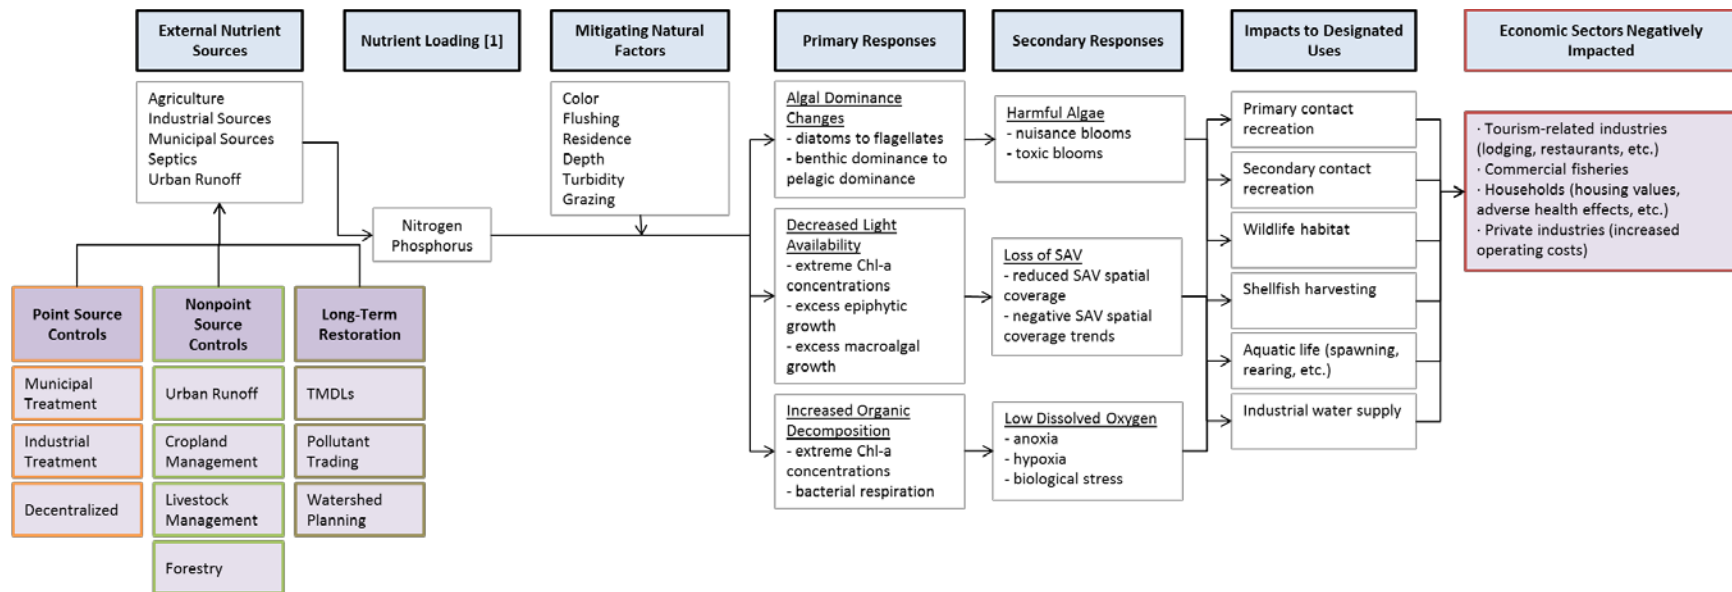 External Nutrient
Sources
Nutrient Loading [1]
Mitigating Natural
Factors
Primary Responses
Secondary Responses
Impacts to Designated
Uses
Economic Sectors Negatively
Impacted
Agriculture
Industrial Sources
Municipal Sources
Septics
Urban Runoff
Nitrogen
Phosphorus
Color
Flushing
Residence
Depth
Turbidity
Grazing
Algal Dominance
Changes
- diatoms to flagellates
- benthic dominance to
pelagic dominance
Decreased Light
Availability
- extreme Chl-a
concentrations
- excess epiphytic
growth
- excess macroalgal
growth
Increased Organic
Decomposition
- extreme Chl-a
concentrations
- bacterial respiration
Harmful Algae
- nuisance blooms
- toxic blooms
Loss of SAV
- reduced SAV spatial
coverage
- negative SAV spatial
coverage trends
Low Dissolved Oxygen
- anoxia
- hypoxia
- biological stress
Primary contact
recreation
Secondary contact
recreation
Wildlife habitat
Shellfish harvesting
Aquatic life (spawning,
rearing, etc.)
Industrial water supply
· Tourism-related industries
(lodging, restaurants, etc.)
· Commercial fisheries
· Households (housing values,
adverse health effects, etc.)
· Private industries (increased
operating costs)
Point Source
Controls
Municipal
Treatment
Industrial
Treatment
Decentralized
Nonpoint
Source
Controls
Urban Runoff
Cropland
Management
Livestock
Management
Forestry
Long-Term
Restoration
TMDLs
Pollutant
Trading
Watershed
Planning